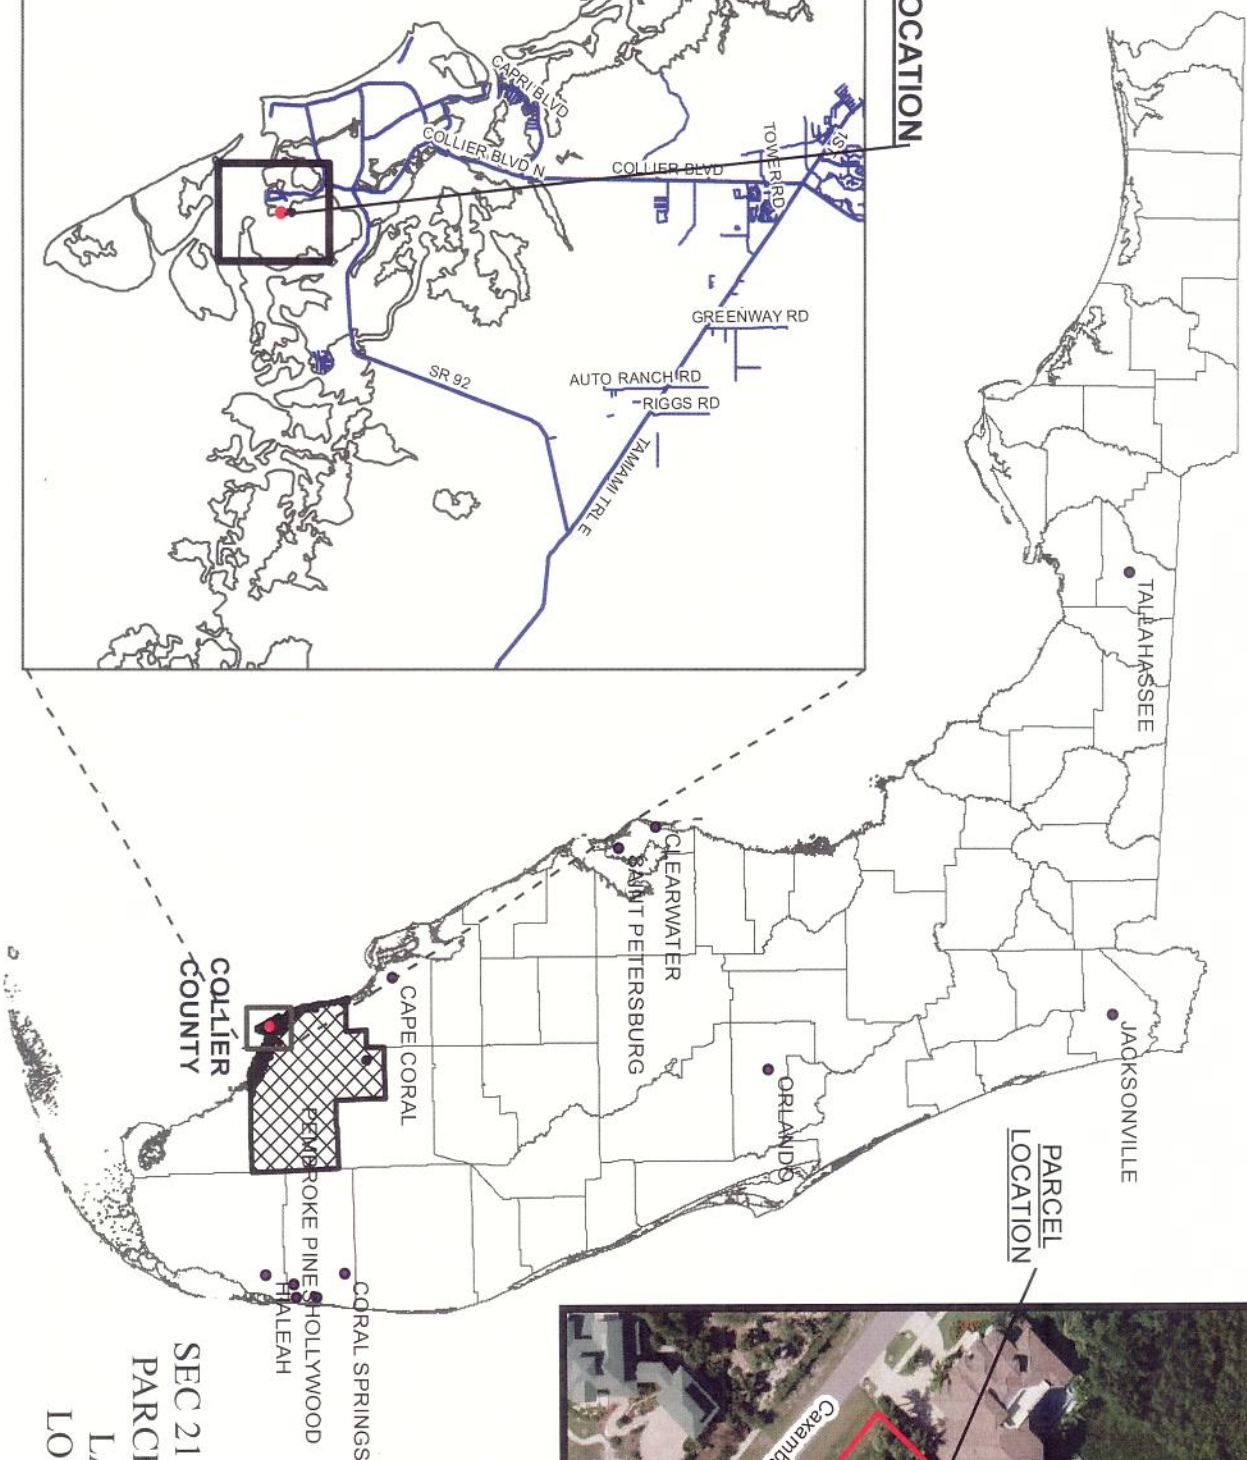 OCATION
CAPRI BLVD
COLLIER BLVD N
COLLIER BLVD
TOWER RD
GREENWAY RD
AUTO RANCH RD
RIGGS RD
SR 92
TAMIAMI TRL E
TALLAHASSEE
JACKSONVILLE
CLEARWATER
SAINT PETERSBURG
ORLANDO
CAPE CORAL
COLLIER
COUNTY
PEMBROKE PINES
CORAL SPRINGS
HOLLYWOOD
HIALEAH
PARCEL
LOCATION
Caxamb
SEC 21
PARC
LO